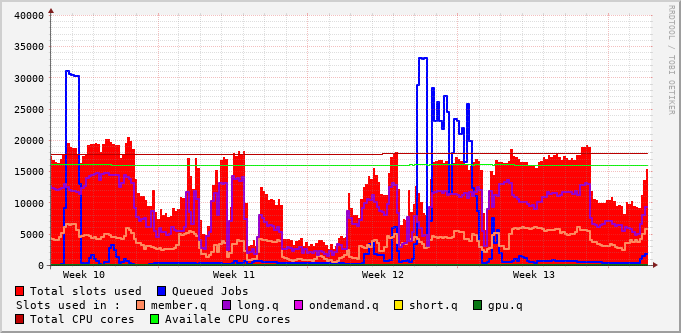 RRDTOOL / TOBI OETIKER
40000
35000
30000
25000
20000
15000
10000
5000
0
Week 10 Week 11 Week 12 Week 13
Total slots used Queued Jobs
Slots used in : member.q long.q ondemand.q short.q gpu.q
Total CPU cores Availale CPU cores